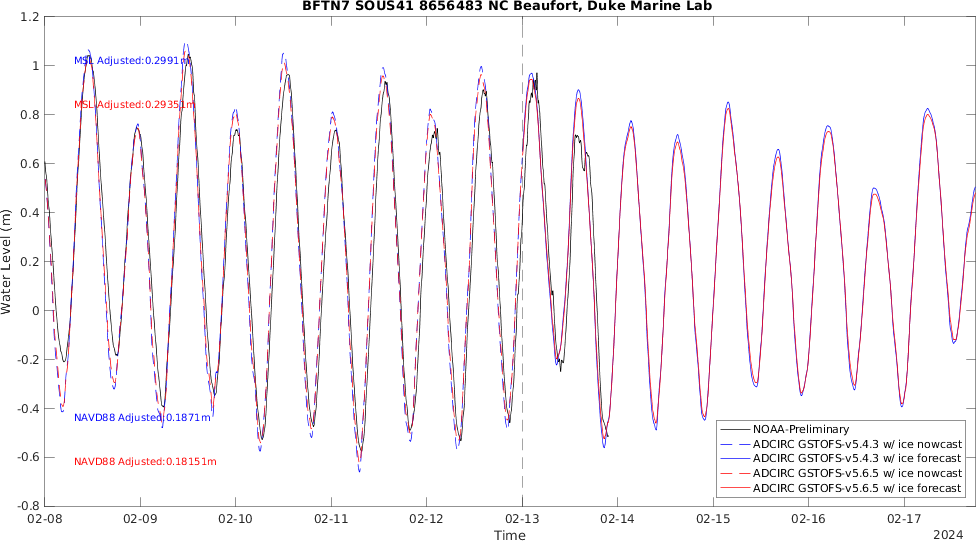 BFTN7 SOUS41 8656483 NC Beaufort, Duke Marine Lab
1.2
1
0.8
0.6
0.4
0.2
0
-0.2
-0.4
-0.6
-0.8
Water Level (m)
MSL Adjusted:0.2991m
MSL Adjusted:0.29351m
NAVD88 Adjusted:0.1871m
NAVD88 Adjusted:0.18151m
NOAA-Preliminary
ADCIRC GSTOFS-v5.4.3 w/ ice nowcast
ADCIRC GSTOFS-v5.4.3 w/ ice forecast
ADCIRC GSTOFS-v5.6.5 w/ ice nowcast
ADCIRC GSTOFS-v5.6.5 w/ ice forecast
02-08 02-09 02-10 02-11 02-12 02-13 02-14 02-15 02-16 02-17
Time
2024